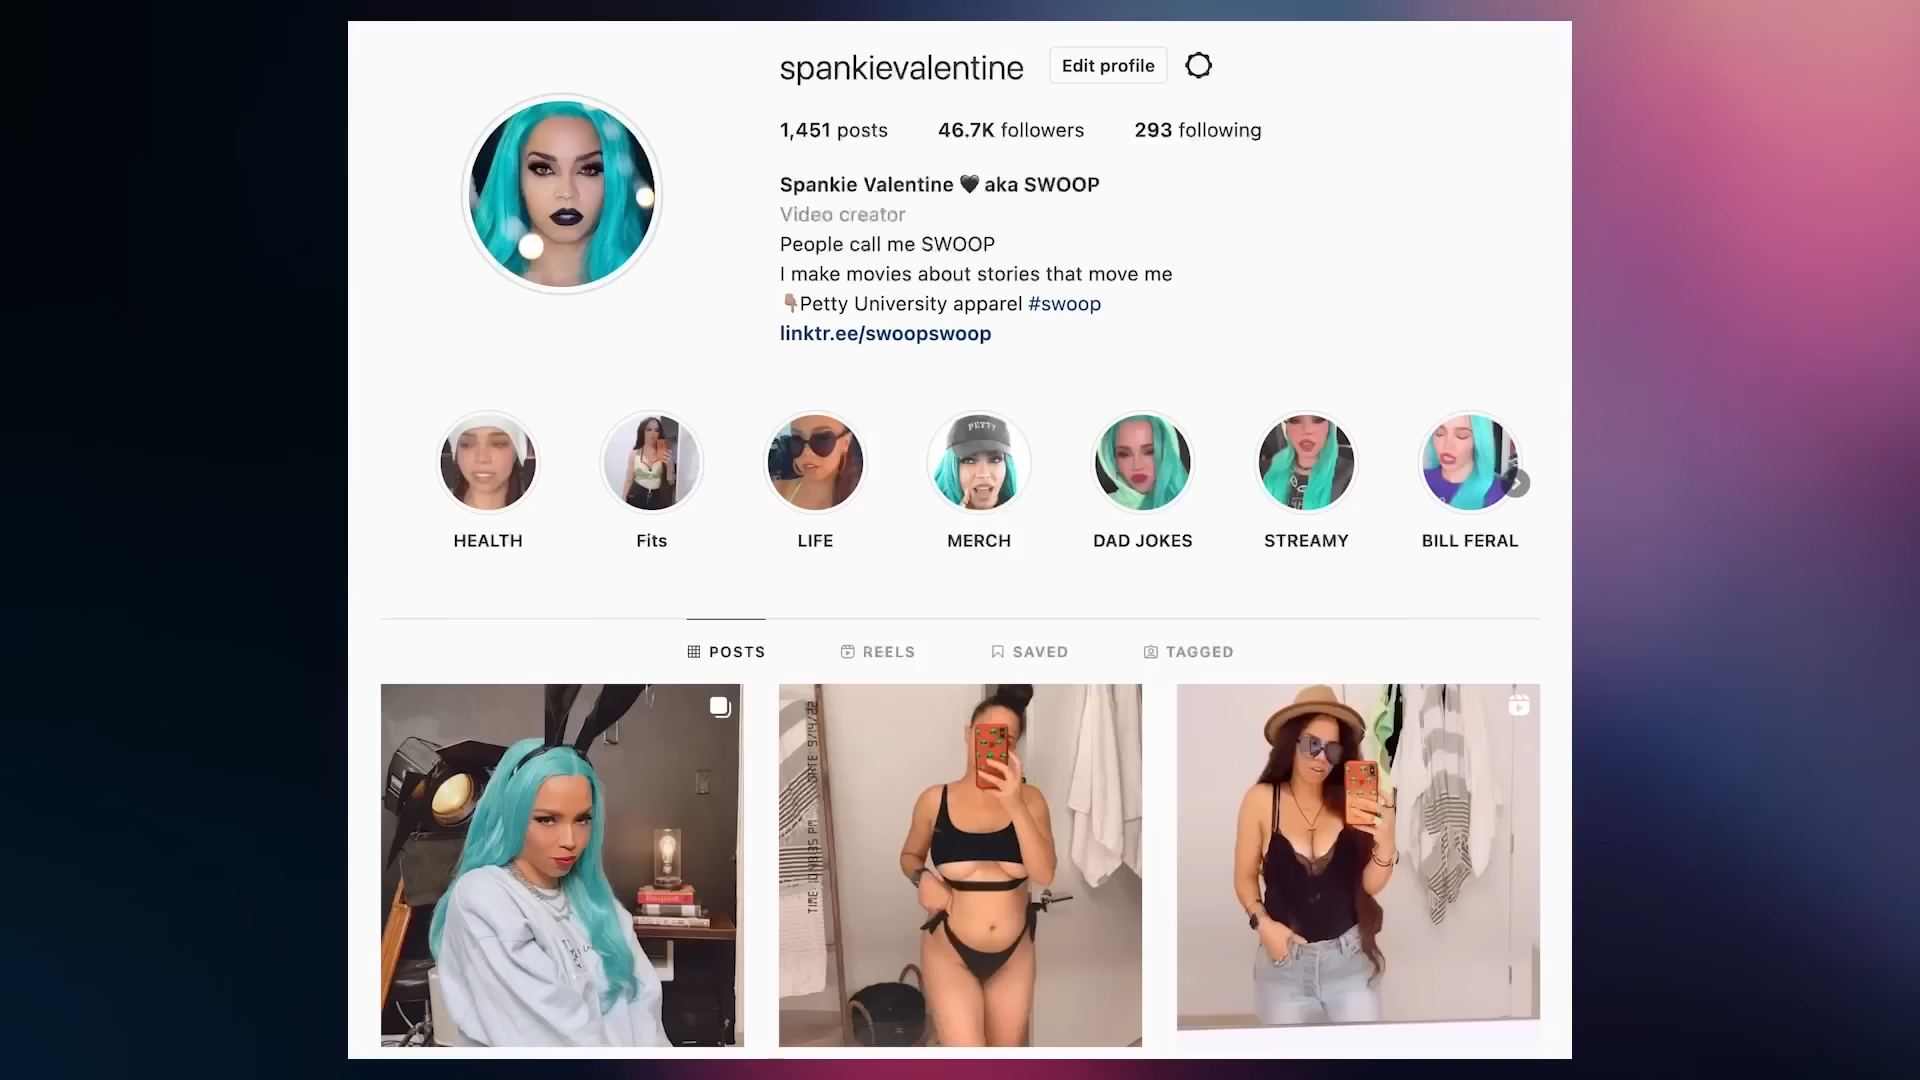 spankievalentine Edit profile
1,451 posts 46.7K followers 293 following
Spankie Valentine 🖤 aka SWOOP
Video creator
People call me SWOOP
I make movies about stories that move me
👇🏽Petty University apparel #swoop
linktr.ee/swoopswoop
PETTY
HEALTH Fits LIFE MERCH DAD JOKES STREAMY BILL FERAL
POSTS REELS SAVED TAGGED